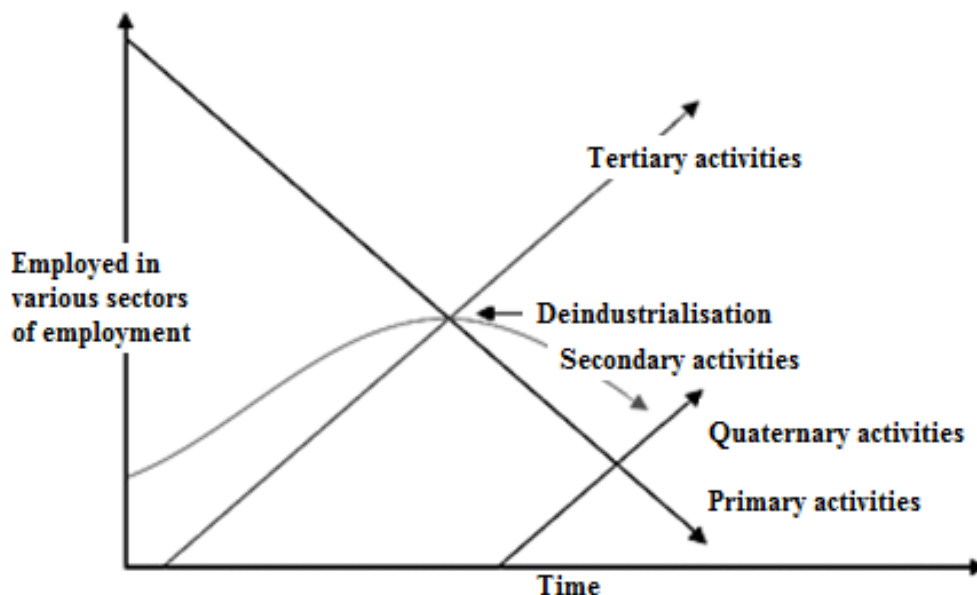 Tertiary activities
Employed in
various sectors
of employment
Deindustrialisation
Secondary activities
Quaternary activities
Primary activities
Time